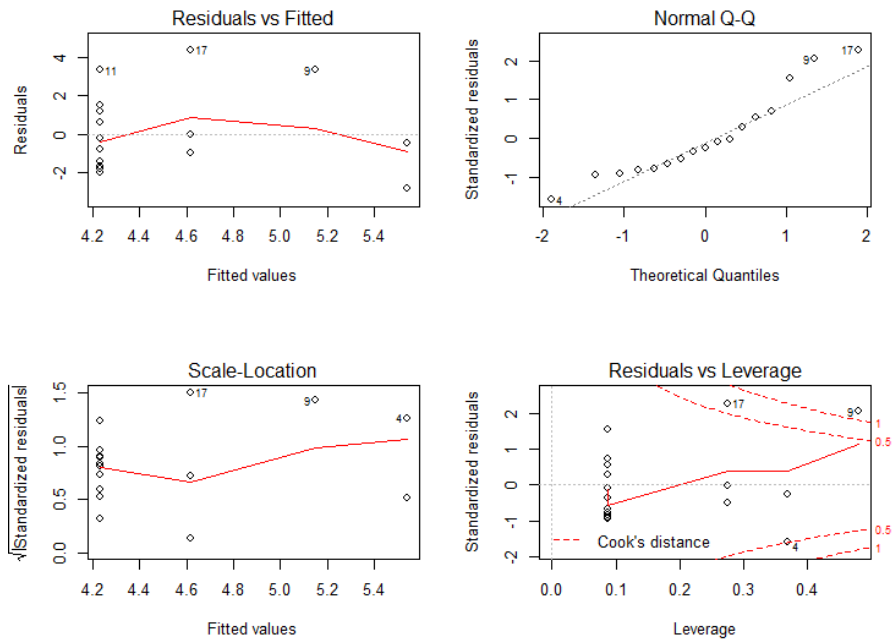 Residuals vs Fitted
Residuals
4
2
0
-2
11
17
9
4.2 4.4 4.6 4.8 5.0 5.2 5.4
Fitted values
Normal Q-Q
Standardized residuals
2
1
0
-1
4
9
17
-2 -1 0 1 2
Theoretical Quantiles
Scale-Location
√|Standardized residuals|
1.5
1.0
0.5
0.0
17
9
4
4.2 4.4 4.6 4.8 5.0 5.2 5.4
Fitted values
Residuals vs Leverage
Standardized residuals
2
1
0
-1
-2
17
9
4
1
0.5
0.5
1
Cook's distance
0.0 0.1 0.2 0.3 0.4
Leverage